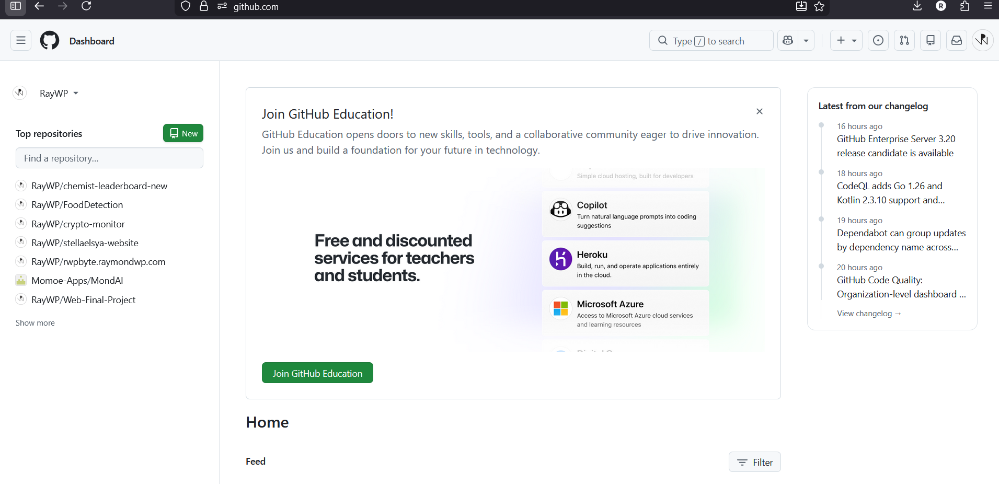 github.com
R
Dashboard
Type / to search
RayWP
Top repositories
New
Find a repository...
RayWP/chemist-leaderboard-new
RayWP/FoodDetection
RayWP/crypto-monitor
RayWP/stellaelsya-website
RayWP/rwpbyte.raymondwp.com
Momoe-Apps/MondAI
RayWP/Web-Final-Project
Show more
Join GitHub Education!
GitHub Education opens doors to new skills, tools, and a collaborative community eager to drive innovation.
Join us and build a foundation for your future in technology.
Free and discounted
services for teachers
and students.
Simple cloud hosting, built for developers
Copilot
Turn natural language prompts into coding
suggestions
Heroku
Build, run, and operate applications entirely
in the cloud.
Microsoft Azure
Access to Microsoft Azure cloud services
and learning resources
Join GitHub Education
Home
Feed
Filter
Latest from our changelog
16 hours ago
GitHub Enterprise Server 3.20
release candidate is available
18 hours ago
CodeQL adds Go 1.26 and
Kotlin 2.3.10 support and...
19 hours ago
Dependabot can group updates
by dependency name across...
20 hours ago
GitHub Code Quality:
Organization-level dashboard ...
View changelog →